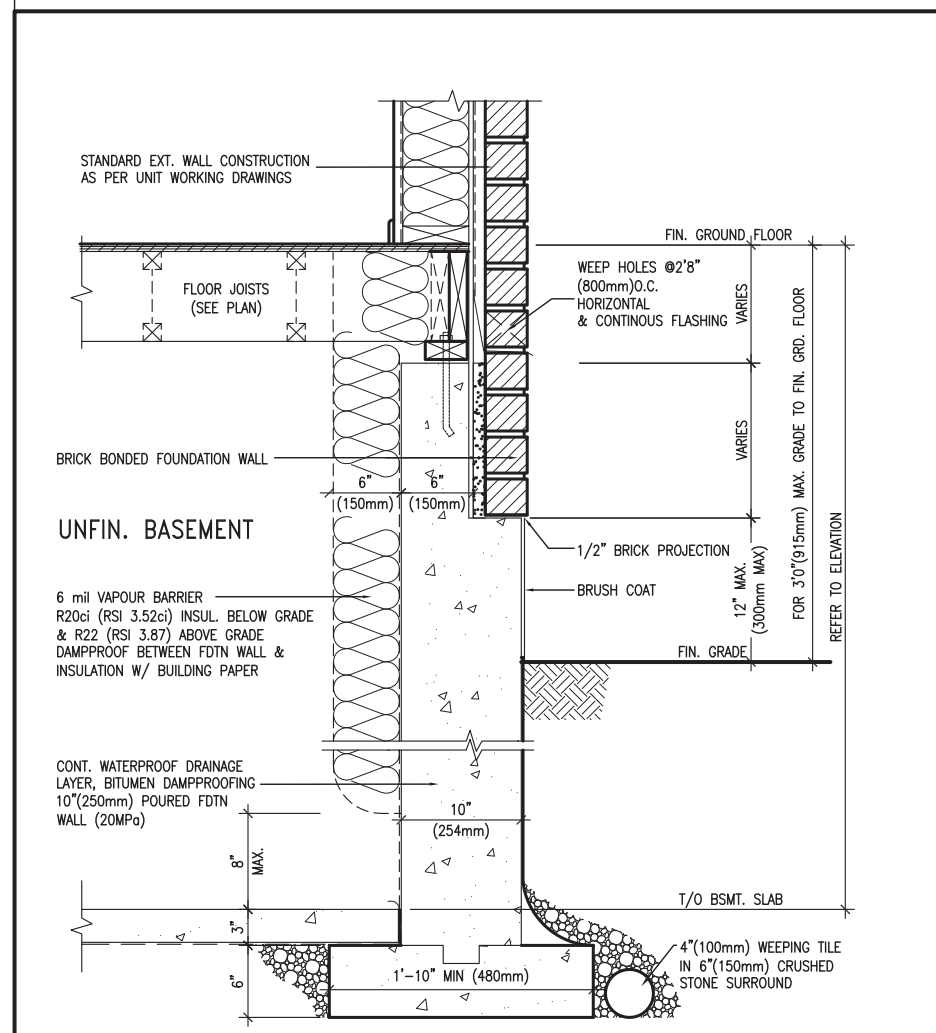 STANDARD EXT. WALL CONSTRUCTION
AS PER UNIT WORKING DRAWINGS
FIN. GROUND FLOOR
FLOOR JOISTS
(SEE PLAN)
WEEP HOLES @2'8"
(800mm)O.C.
HORIZONTAL
& CONTINOUS FLASHING
VARIES
VARIES
12" MAX.
(300mm MAX)
FOR 3'0"(915mm) MAX. GRADE TO FIN. GRD. FLOOR
REFER TO ELEVATION
BRICK BONDED FOUNDATION WALL
6"
(150mm)
6"
(150mm)
UNFIN. BASEMENT
1/2" BRICK PROJECTION
BRUSH COAT
6 mil VAPOUR BARRIER
R20ci (RSI 3.52ci) INSUL. BELOW GRADE
& R22 (RSI 3.87) ABOVE GRADE
DAMPPROOF BETWEEN FDTN WALL &
INSULATION W/ BUILDING PAPER
FIN. GRADE
CONT. WATERPROOF DRAINAGE
LAYER, BITUMEN DAMPPROOFING
10"(250mm) POURED FDTN
WALL (20MPa)
10"
(254mm)
8"
MAX.
T/O BSMT. SLAB
3"
6"
1'-10" MIN (480mm)
4"(100mm) WEEPING TILE
IN 6"(150mm) CRUSHED
STONE SURROUND